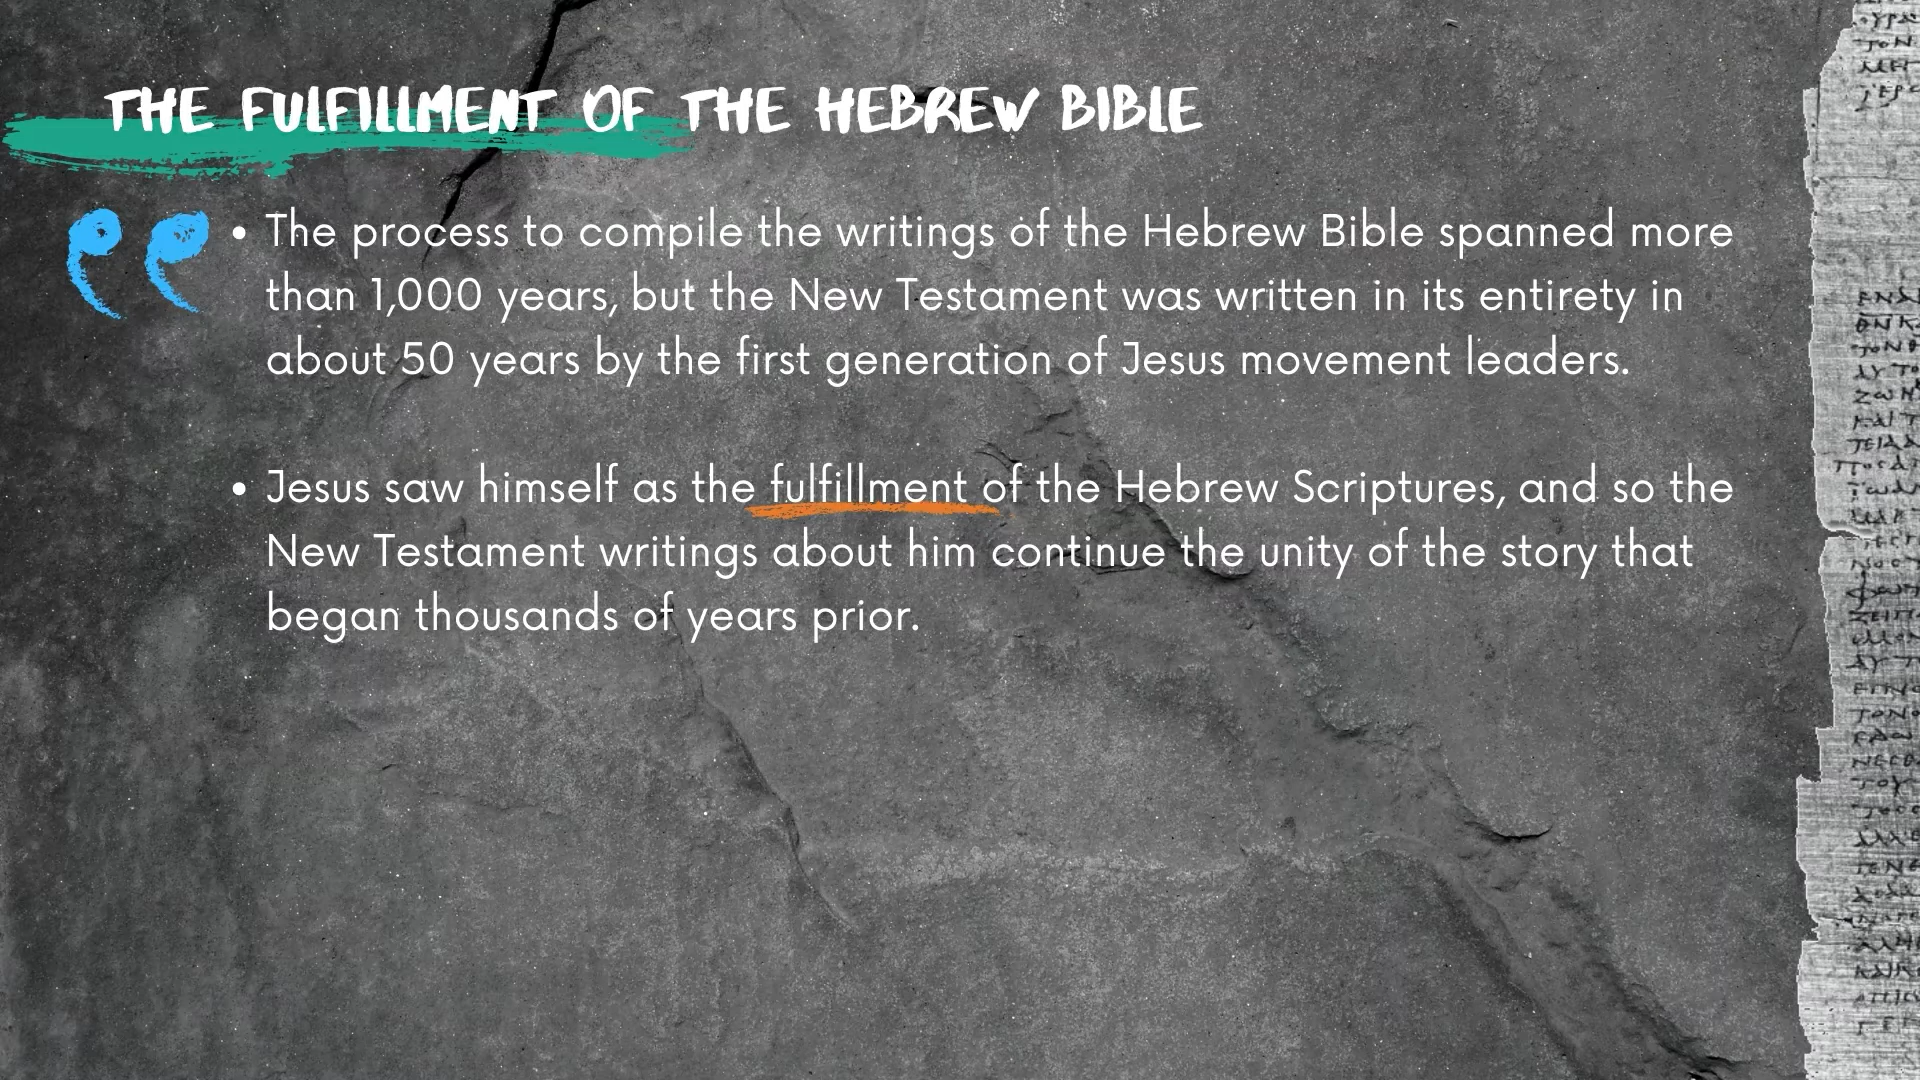 THE FULFILLMENT OF THE HEBREW BIBLE
• The process to compile the writings of the Hebrew Bible spanned more
than 1,000 years, but the New Testament was written in its entirety in
about 50 years by the first generation of Jesus movement leaders.
• Jesus saw himself as the fulfillment of the Hebrew Scriptures, and so the
New Testament writings about him continue the unity of the story that
began thousands of years prior.